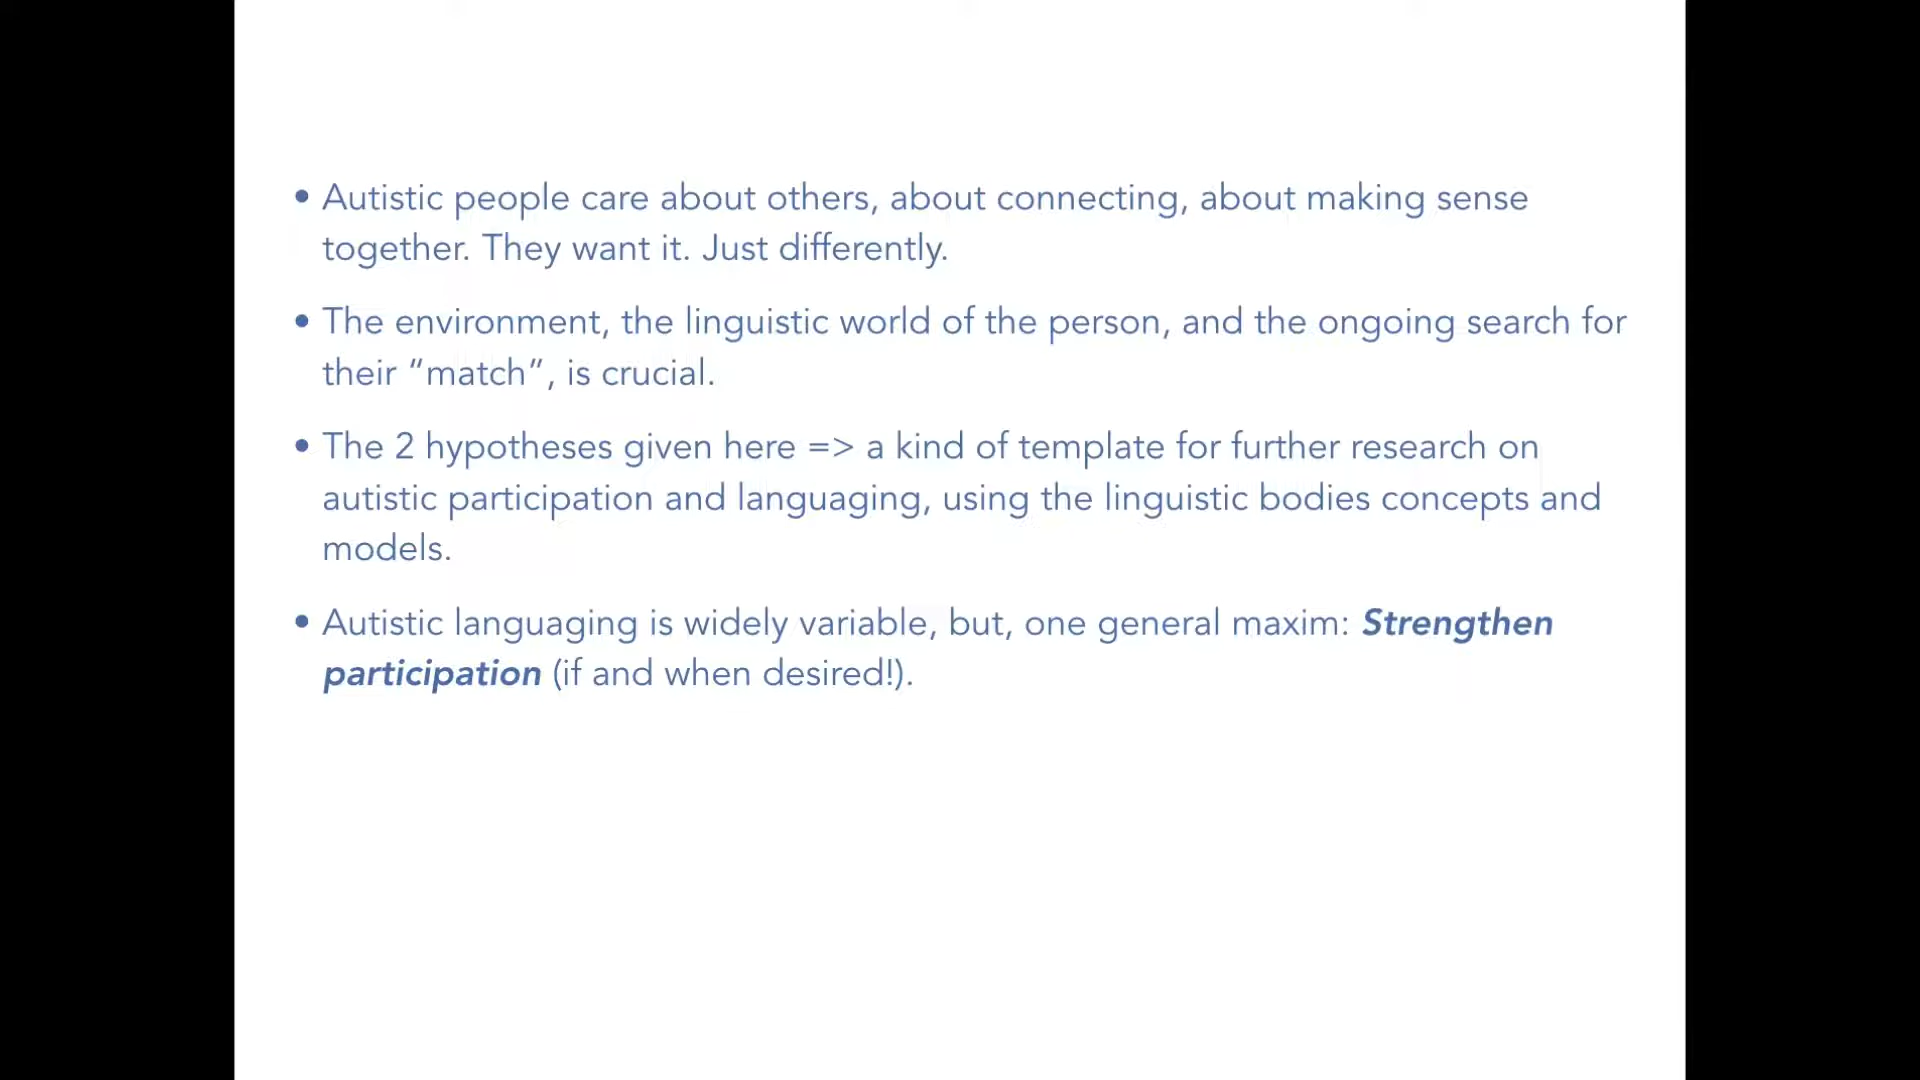 • Autistic people care about others, about connecting, about making sense
together. They want it. Just differently.
• The environment, the linguistic world of the person, and the ongoing search for
their “match”, is crucial.
• The 2 hypotheses given here => a kind of template for further research on
autistic participation and languaging, using the linguistic bodies concepts and
models.
• Autistic languaging is widely variable, but, one general maxim: Strengthen
participation (if and when desired!).